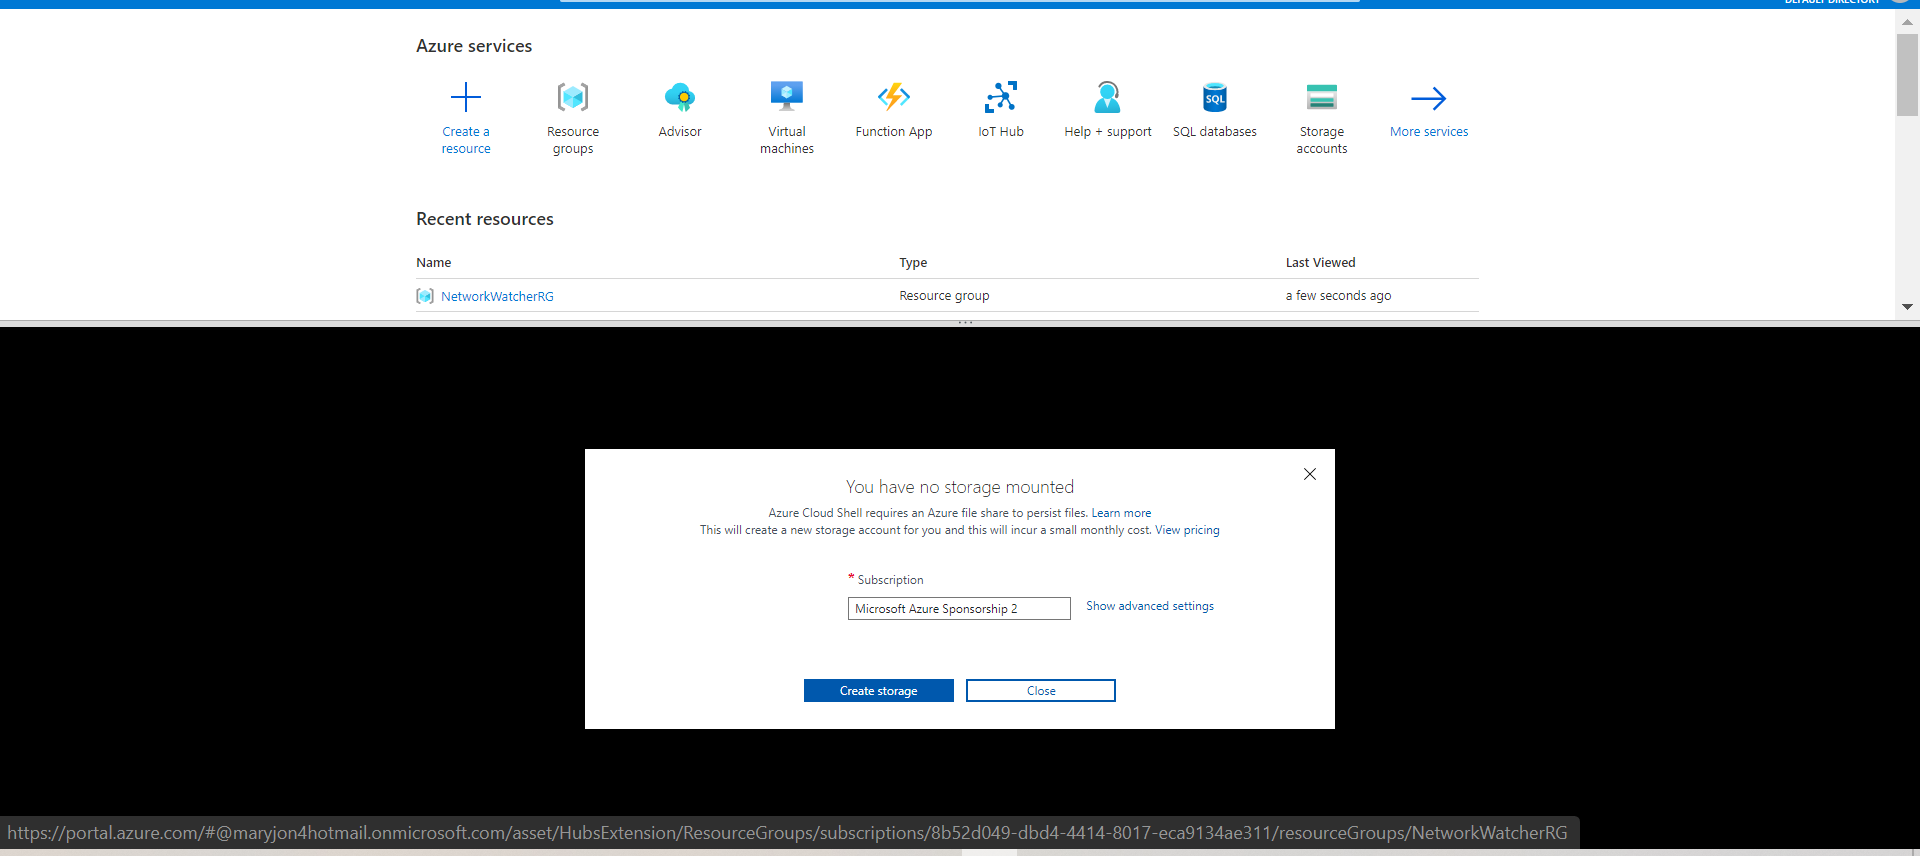 DEFAULT DIRECTORY
Azure services
Create a
resource
Resource
groups
Advisor
Virtual
machines
Function App
IoT Hub
Help + support
SQL
SQL databases
Storage
accounts
More services
Recent resources
Name Type Last Viewed
NetworkWatcherRG Resource group a few seconds ago
You have no storage mounted
Azure Cloud Shell requires an Azure file share to persist files. Learn more
This will create a new storage account for you and this will incur a small monthly cost. View pricing
* Subscription
Microsoft Azure Sponsorship 2 Show advanced settings
Create storage Close
https://portal.azure.com/#@maryjon4hotmail.onmicrosoft.com/asset/HubsExtension/ResourceGroups/subscriptions/8b52d049-dbd4-4414-8017-eca9134ae311/resourceGroups/NetworkWatcherRG